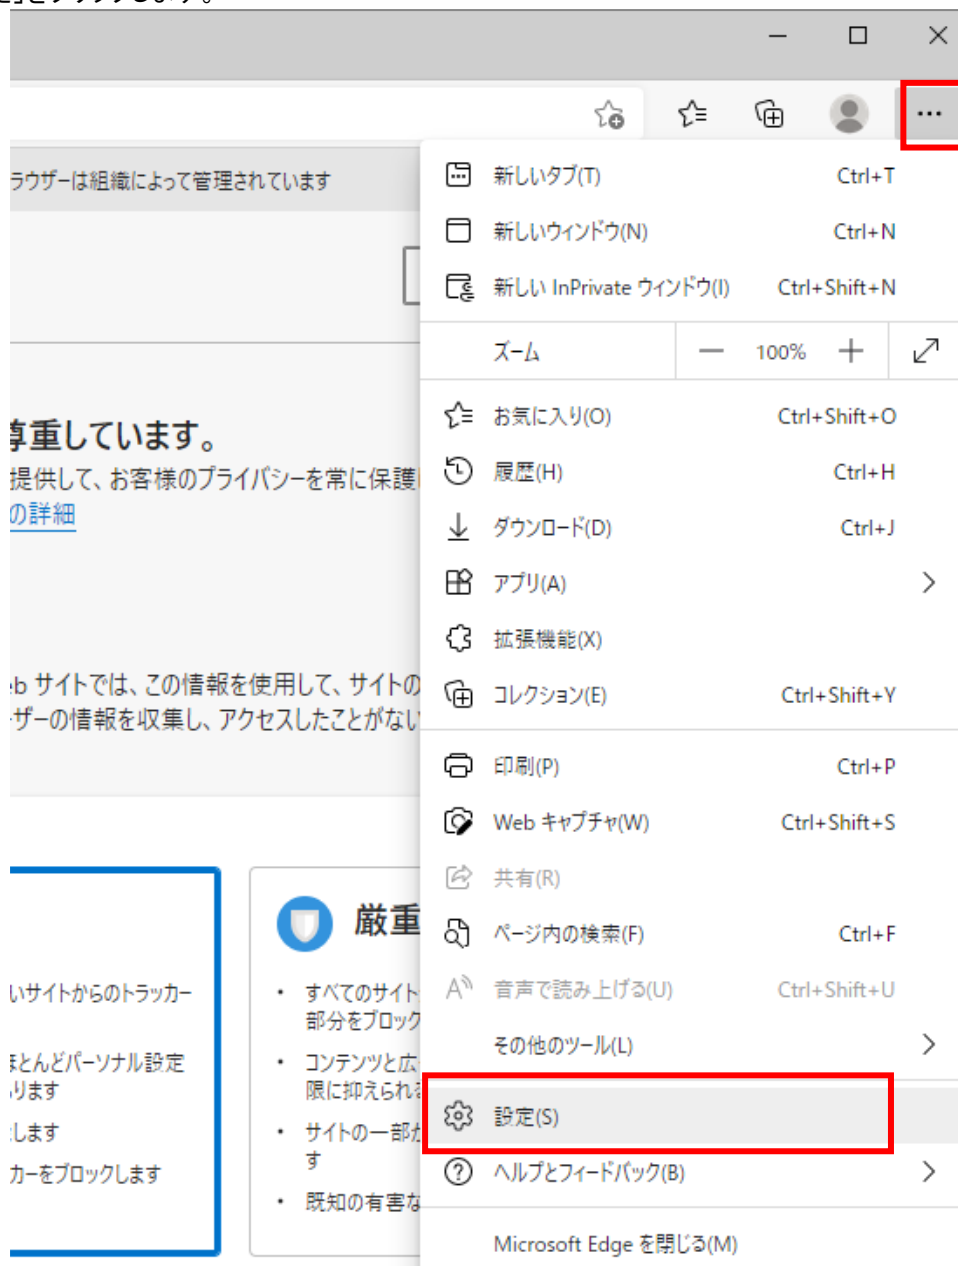 ]をクリックします。
ラウザーは組織によって管理されています
新しいタブ(T) Ctrl+T
新しいウィンドウ(N) Ctrl+N
新しい InPrivate ウィンドウ(I) Ctrl+Shift+N
ズーム 100%
お気に入り(O) Ctrl+Shift+O
履歴(H) Ctrl+H
ダウンロード(D) Ctrl+J
アプリ(A)
拡張機能(X)
コレクション(E) Ctrl+Shift+Y
印刷(P) Ctrl+P
Web キャプチャ(W) Ctrl+Shift+S
共有(R)
ページ内の検索(F) Ctrl+F
音声で読み上げる(U) Ctrl+Shift+U
その他のツール(L)
設定(S)
ヘルプとフィードバック(B)
Microsoft Edge を閉じる(M)
尊重しています。
提供して、お客様のプライバシーを常に保護
の詳細
eb サイトでは、この情報を使用して、サイトの
ーザーの情報を収集し、アクセスしたことがない
いサイトからのトラッカー
ほとんどパーソナル設定
ります
します
カーをブロックします
厳重
• すべてのサイト
部分をブロック
• コンテンツと広
限に抑えられ
• サイトの一部が
す
• 既知の有害な